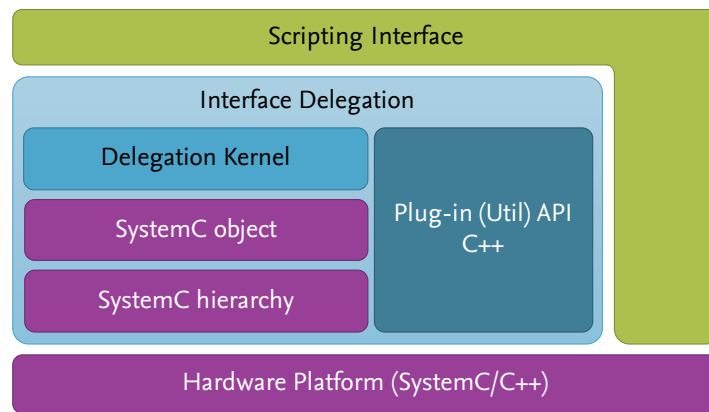 Scripting Interface
Interface Delegation
Delegation Kernel
SystemC object
SystemC hierarchy
Plug-in (Util) API
C++
Hardware Platform (SystemC/C++)